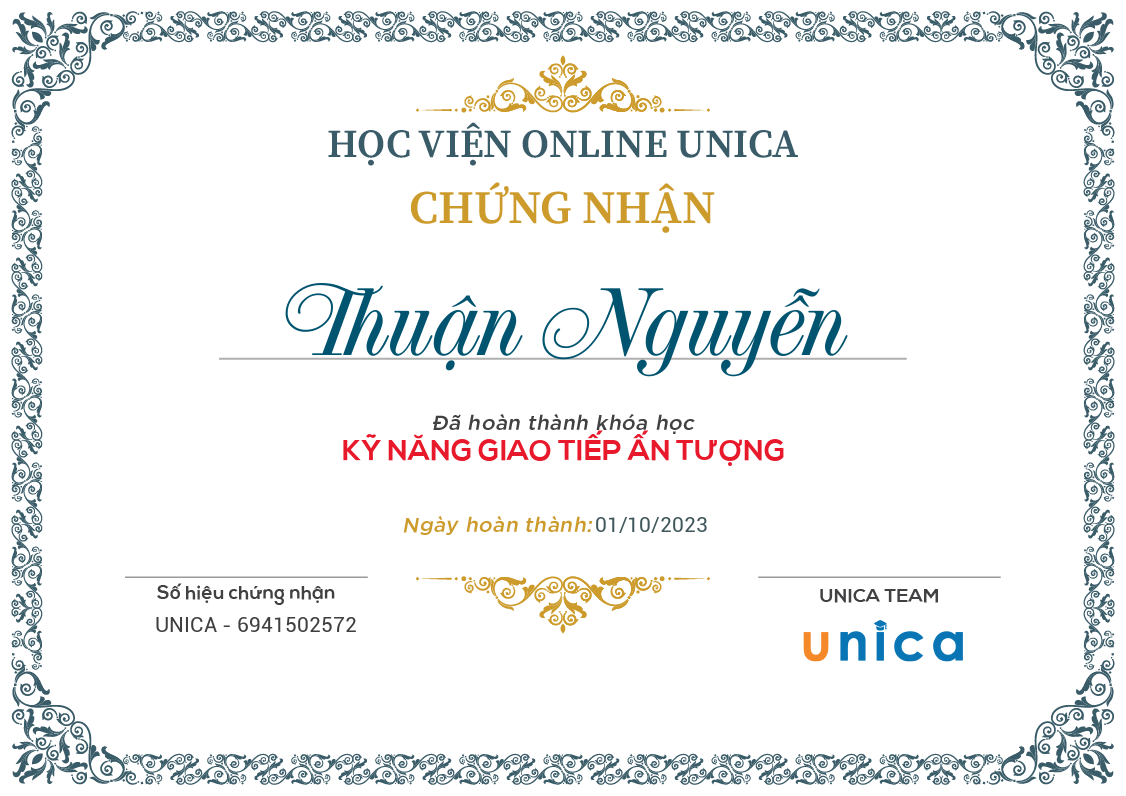 HỌC VIỆN ONLINE UNICA
CHỨNG NHẬN
Thuận Nguyễn
Đã hoàn thành khóa học
KỸ NĂNG GIAO TIẾP ẤN TƯỢNG
Ngày hoàn thành: 01/10/2023
Số hiệu chứng nhận
UNICA - 6941502572
UNICA TEAM
unica